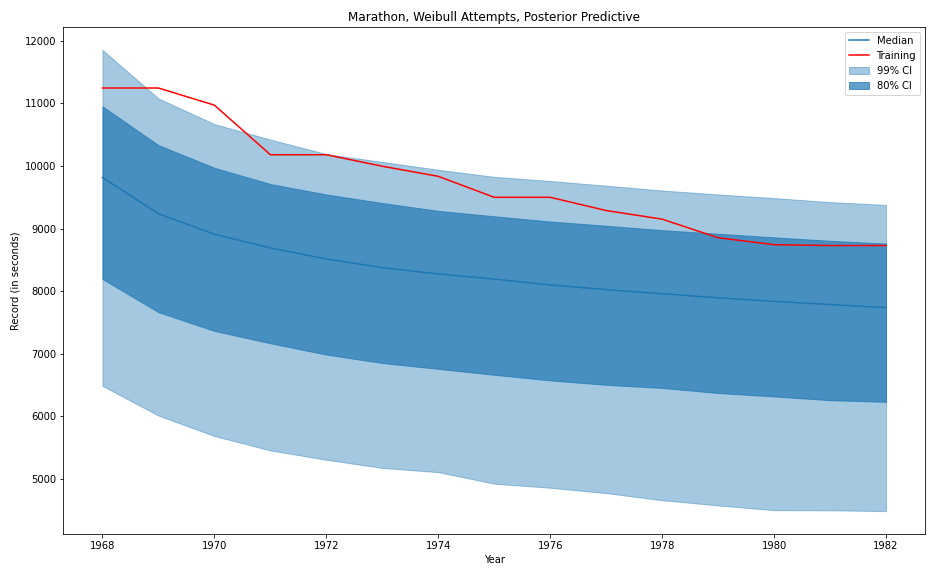 Marathon, Weibull Attempts, Posterior Predictive
Median
Training
99% CI
80% CI
12000
11000
10000
9000
8000
7000
6000
5000
Record (in seconds)
1968 1970 1972 1974 1976 1978 1980 1982
Year